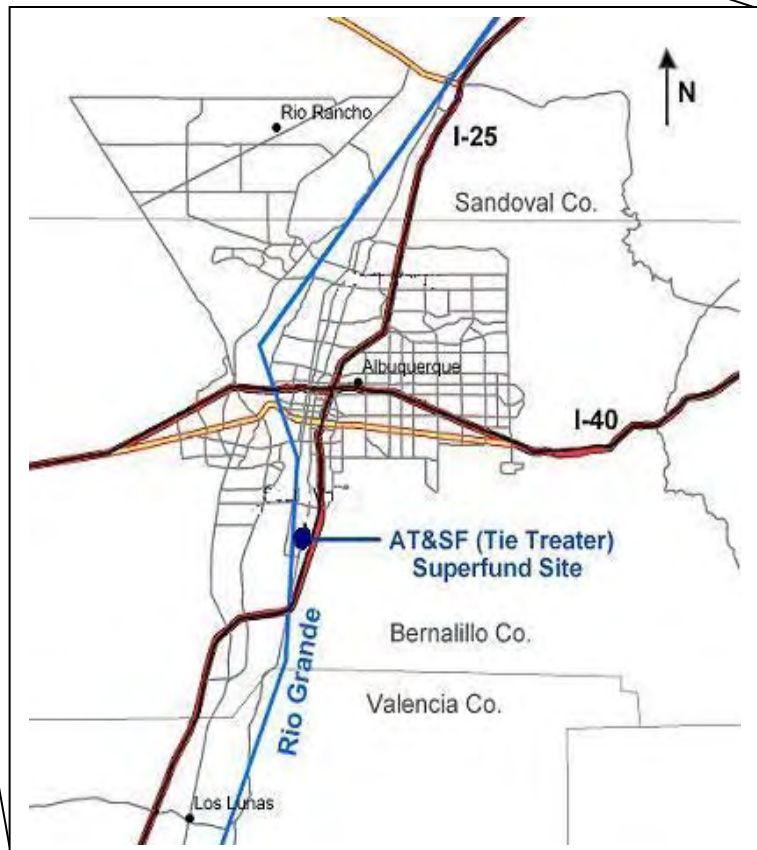 N
Rio Rancho
I-25
Sandoval Co.
Albuquerque
I-40
AT&SF (Tie Treater)
Superfund Site
Bernalillo Co.
Rio Grande
Valencia Co.
Los Lunas